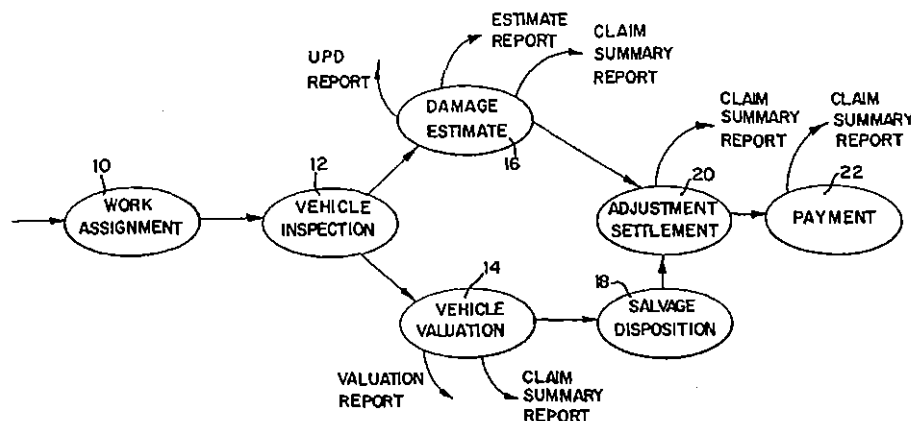 UPD
REPORT
ESTIMATE
REPORT
CLAIM
SUMMARY
REPORT
DAMAGE
ESTIMATE
16
CLAIM
SUMMARY
REPORT
CLAIM
SUMMARY
REPORT
10
WORK
ASSIGNMENT
12
VEHICLE
INSPECTION
20
ADJUSTMENT
SETTLEMENT
22
PAYMENT
14
VEHICLE
VALUATION
18
SALVAGE
DISPOSITION
VALUATION
REPORT
CLAIM
SUMMARY
REPORT